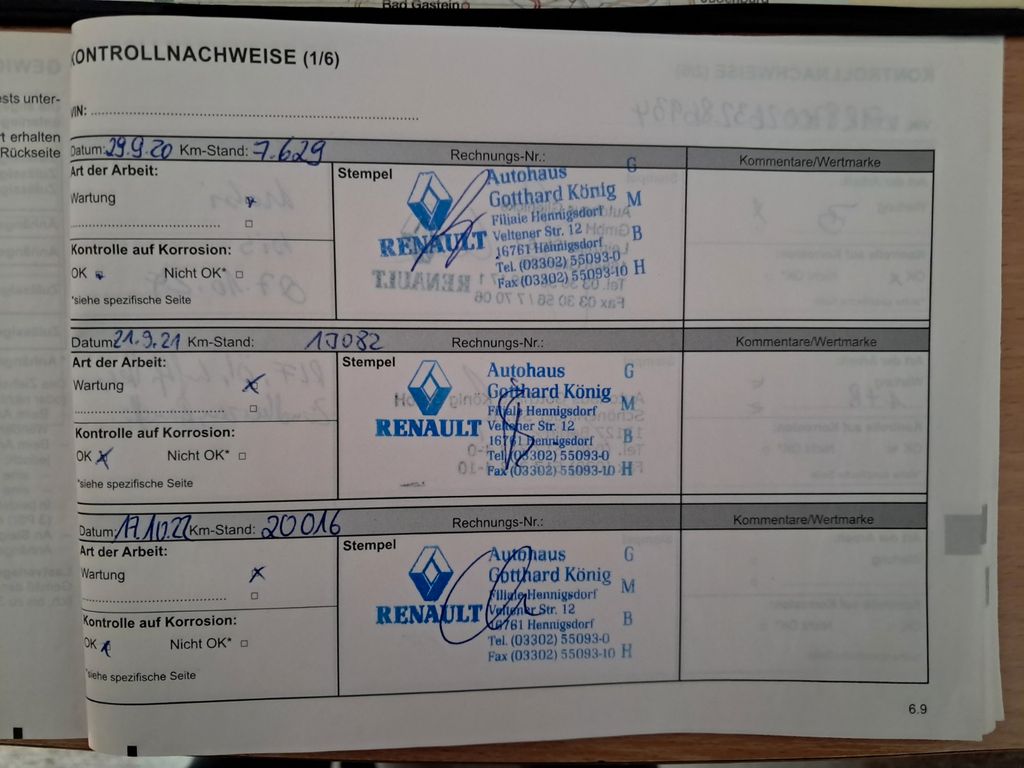 Bad Gastein
KONTROLLNACHWEISE (1/6)
ests unter-
rt erhalten
Rückseite
VIN:
Datum: 29.9.20 Km-Stand: 7.629 Rechnungs-Nr.: Kommentare/Wertmarke
Art der Arbeit:
Wartung
Kontrolle auf Korrosion:
OK Nicht OK*
*siehe spezifische Seite
Stempel
RENAULT
Autohaus G
Gotthard König M
Filiale Hennigsdorf
Veltener Str. 12 B
16761 Hennigsdorf
Tel. (03302) 55093-0
Fax (03302) 55093-10 H
Datum: 21.9.21 Km-Stand: 13082 Rechnungs-Nr.: Kommentare/Wertmarke
Art der Arbeit:
Wartung
Kontrolle auf Korrosion:
OK Nicht OK*
*siehe spezifische Seite
Stempel
RENAULT
Autohaus G
Gotthard König
Filiale Hennigsdorf M
Veltener Str. 12
16761 Hennigsdorf B
Tel. (03302) 55093-0
Fax (03302) 55093-10 H
Datum: 17.10.22 Km-Stand: 20016 Rechnungs-Nr.: Kommentare/Wertmarke
Art der Arbeit:
Wartung
Kontrolle auf Korrosion:
OK Nicht OK*
*siehe spezifische Seite
Stempel
RENAULT
Autohaus G
Gotthard König
Filiale Hennigsdorf M
Veltener Str. 12
16761 Hennigsdorf B
Tel. (03302) 55093-0
Fax (03302) 55093-10 H
6.9